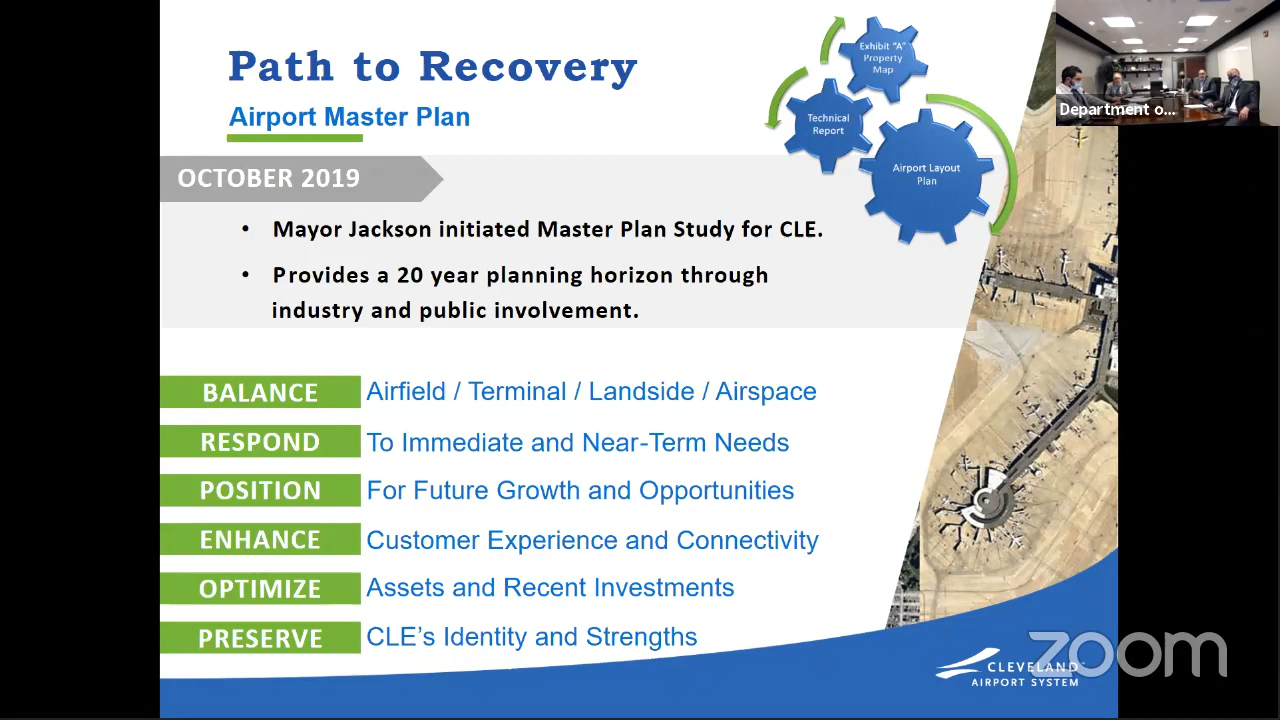 Path to Recovery
Airport Master Plan
Exhibit "A"
Property
Map
Technical
Report
Airport Layout
Plan
Department o...
OCTOBER 2019
• Mayor Jackson initiated Master Plan Study for CLE.
• Provides a 20 year planning horizon through
industry and public involvement.
BALANCE Airfield / Terminal / Landside / Airspace
RESPOND To Immediate and Near-Term Needs
POSITION For Future Growth and Opportunities
ENHANCE Customer Experience and Connectivity
OPTIMIZE Assets and Recent Investments
PRESERVE CLE's Identity and Strengths
CLEVELAND
AIRPORT SYSTEM
zoom